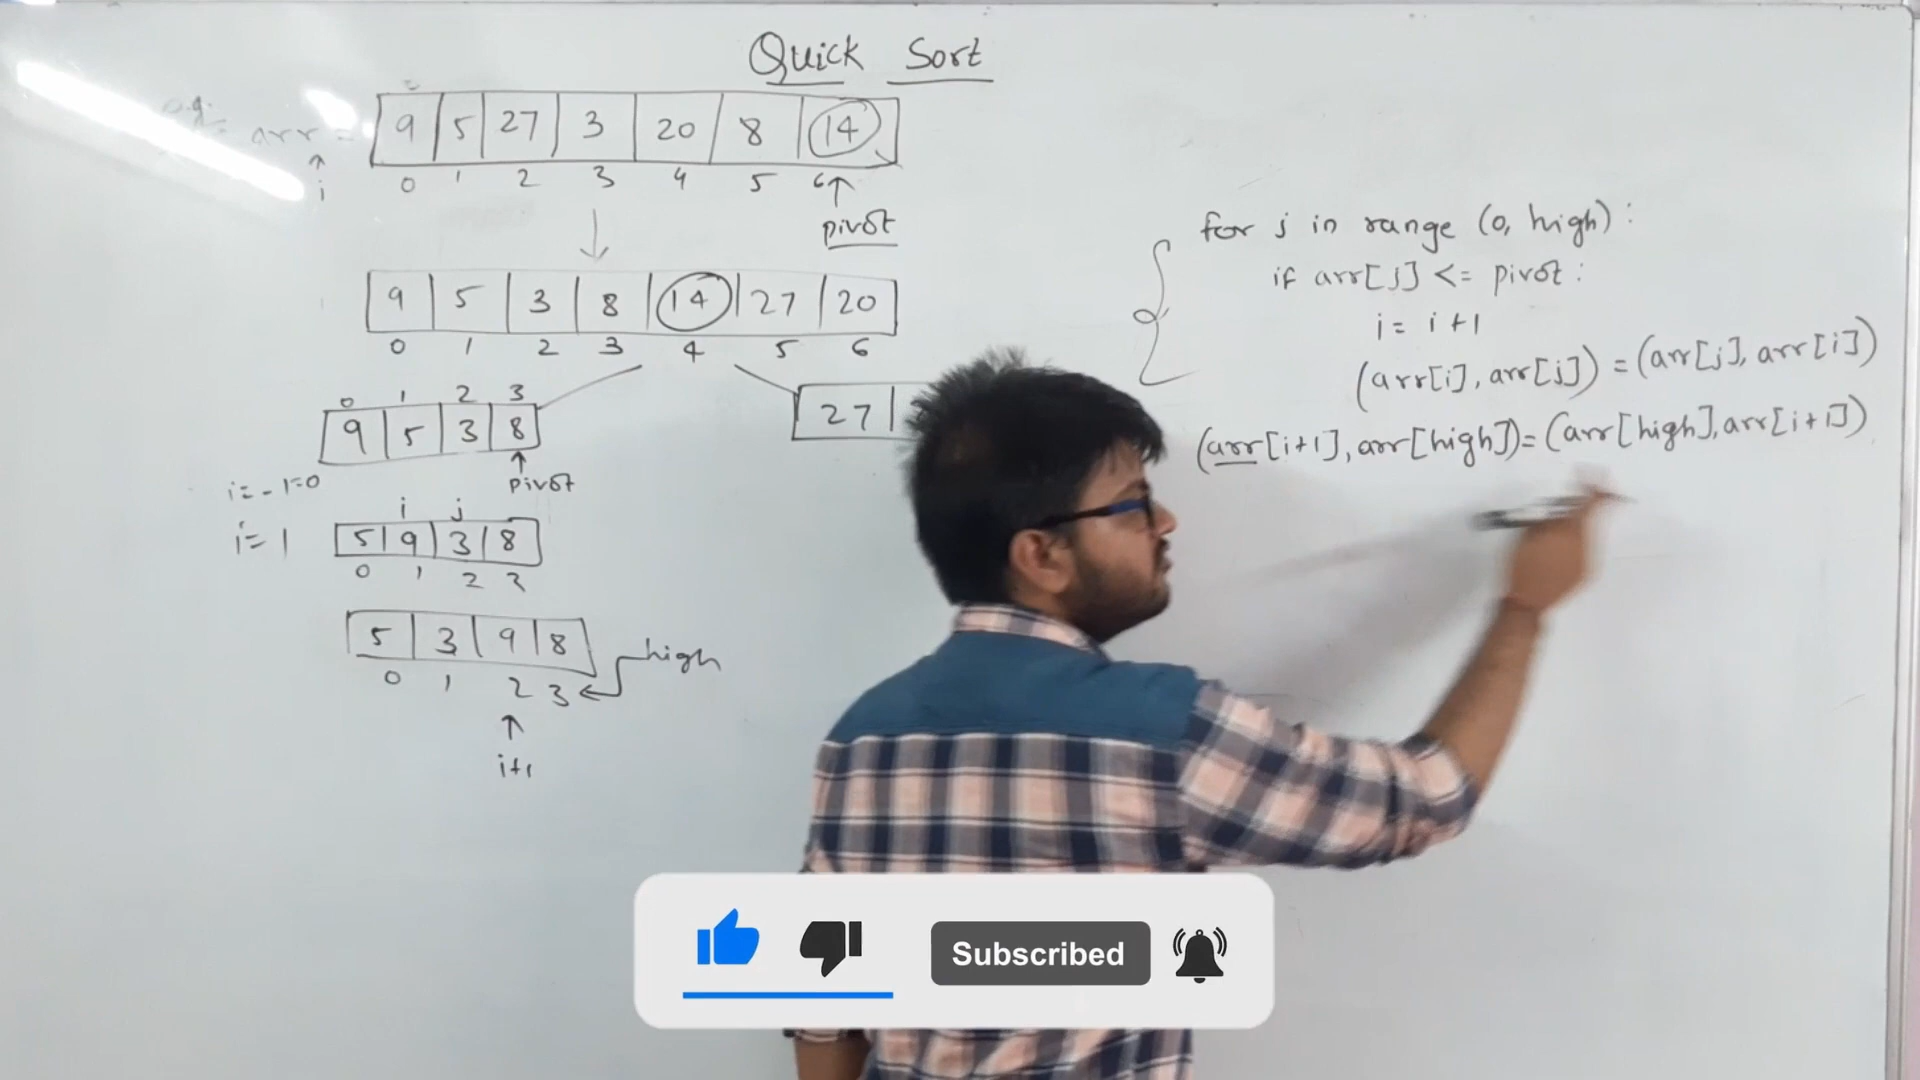 Quick Sort
e.g.
arr = 9 5 27 3 20 8 14
i 0 1 2 3 4 5 6
pivot
9 5 3 8 14 27 20
0 1 2 3 4 5 6
0 1 2 3
9 5 3 8
27
i=-1=0
pivot
i j
i=1 5 9 3 8
0 1 2 3
5 3 9 8
high
0 1 2 3
i+1
for j in range (0, high):
if arr[j] <= pivot:
i = i+1
(arr[i], arr[j]) = (arr[j], arr[i])
(arr[i+1], arr[high]) = (arr[high], arr[i+1])
Subscribed